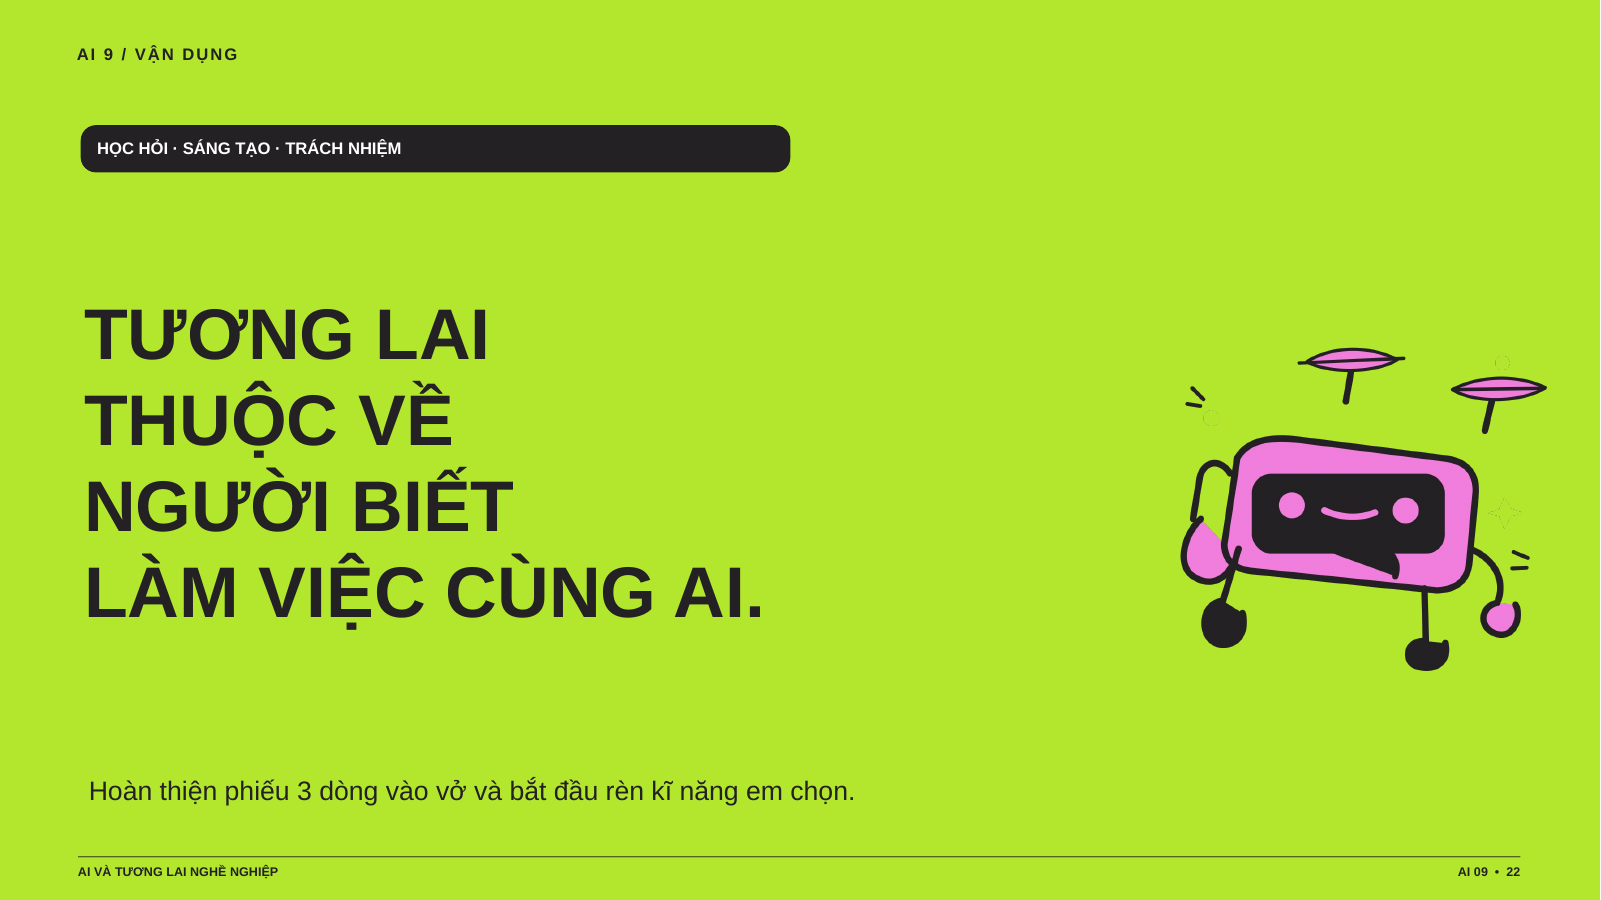 AI 9 / VẬN DỤNG
HỌC HỎI · SÁNG TẠO · TRÁCH NHIỆM
TƯƠNG LAI
THUỘC VỀ
NGƯỜI BIẾT
LÀM VIỆC CÙNG AI.
Hoàn thiện phiếu 3 dòng vào vở và bắt đầu rèn kĩ năng em chọn.
AI VÀ TƯƠNG LAI NGHỀ NGHIỆP
AI 09 • 22